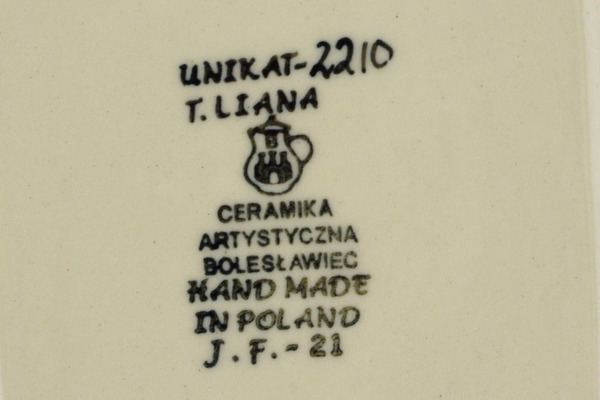 UNIKAT-2210
T. LIANA
B
CERAMIKA
ARTYSTYCZNA
BOLESŁAWIEC
HAND MADE
IN POLAND
J.F.-21